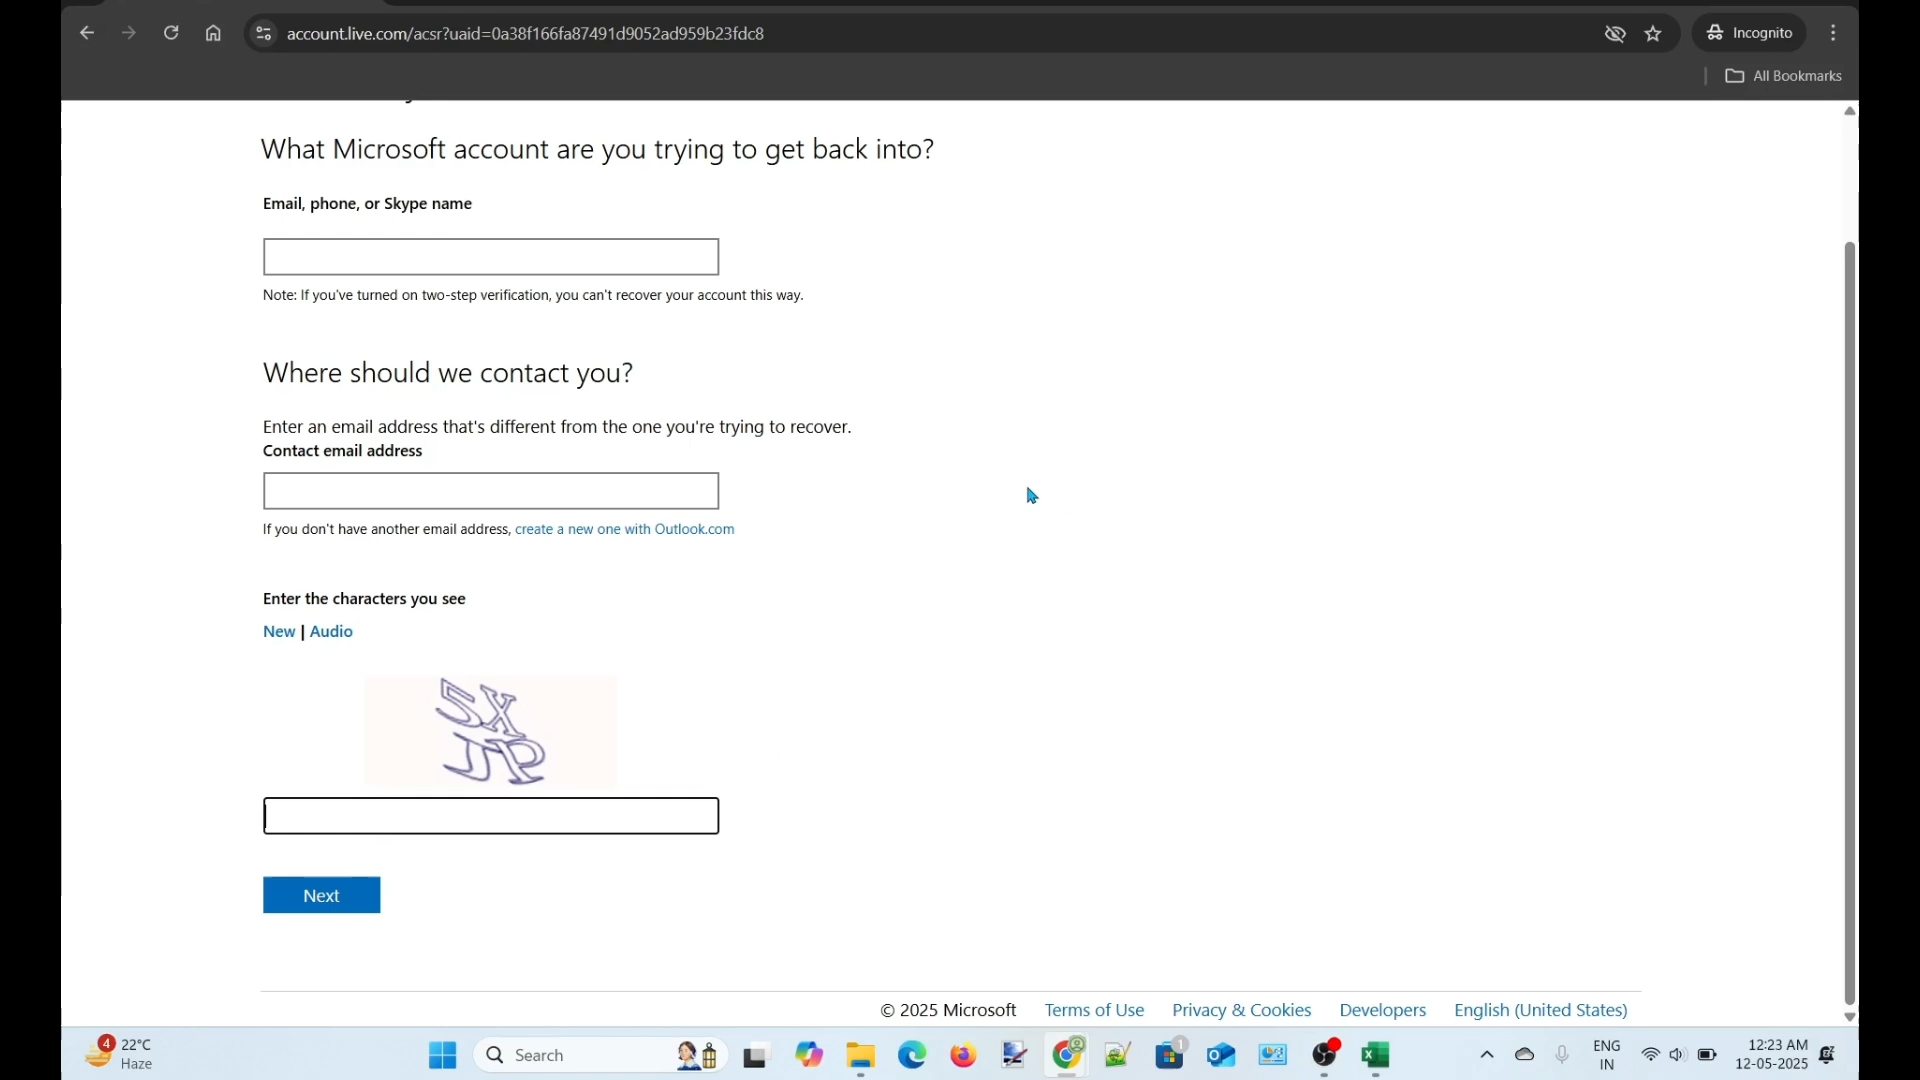 account.live.com/acsr?uaid=0a38f166fa87491d9052ad959b23fdc8
Incognito
All Bookmarks
What Microsoft account are you trying to get back into?
Email, phone, or Skype name
Note: If you've turned on two-step verification, you can't recover your account this way.
Where should we contact you?
Enter an email address that's different from the one you're trying to recover.
Contact email address
If you don't have another email address, create a new one with Outlook.com
Enter the characters you see
New | Audio
Next
© 2025 Microsoft Terms of Use Privacy & Cookies Developers English (United States)
4 22°C
Haze
Search
1
ENG
IN
12:23 AM
12-05-2025